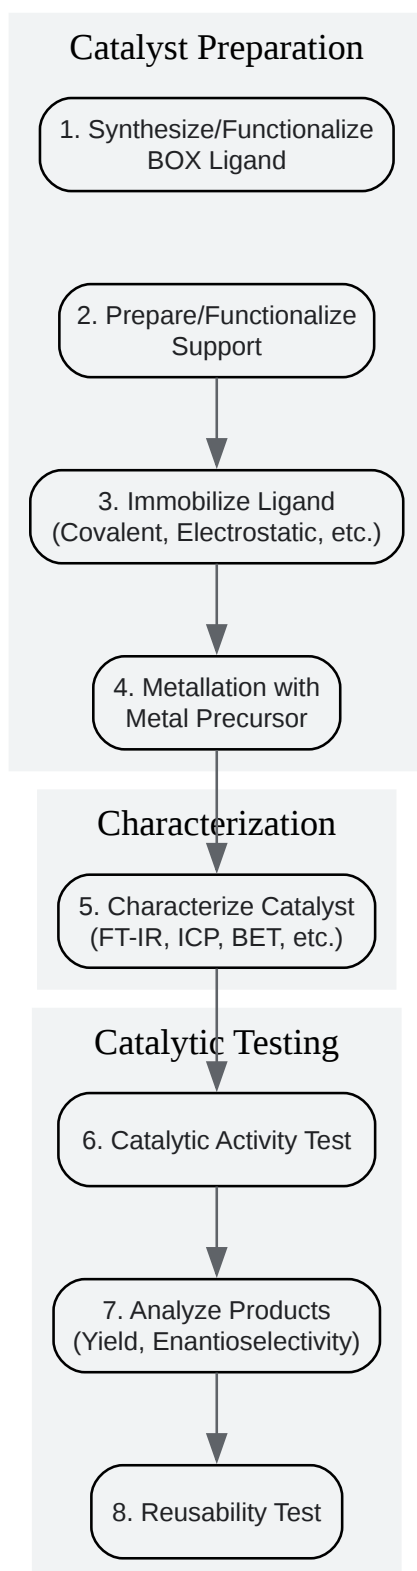 Catalyst Preparation
1. Synthesize/Functionalize
BOX Ligand
2. Prepare/Functionalize
Support
3. Immobilize Ligand
(Covalent, Electrostatic, etc.)
4. Metallation with
Metal Precursor
Characterization
5. Characterize Catalyst
(FT-IR, ICP, BET, etc.)
Catalytic Testing
6. Catalytic Activity Test
7. Analyze Products
(Yield, Enantioselectivity)
8. Reusability Test